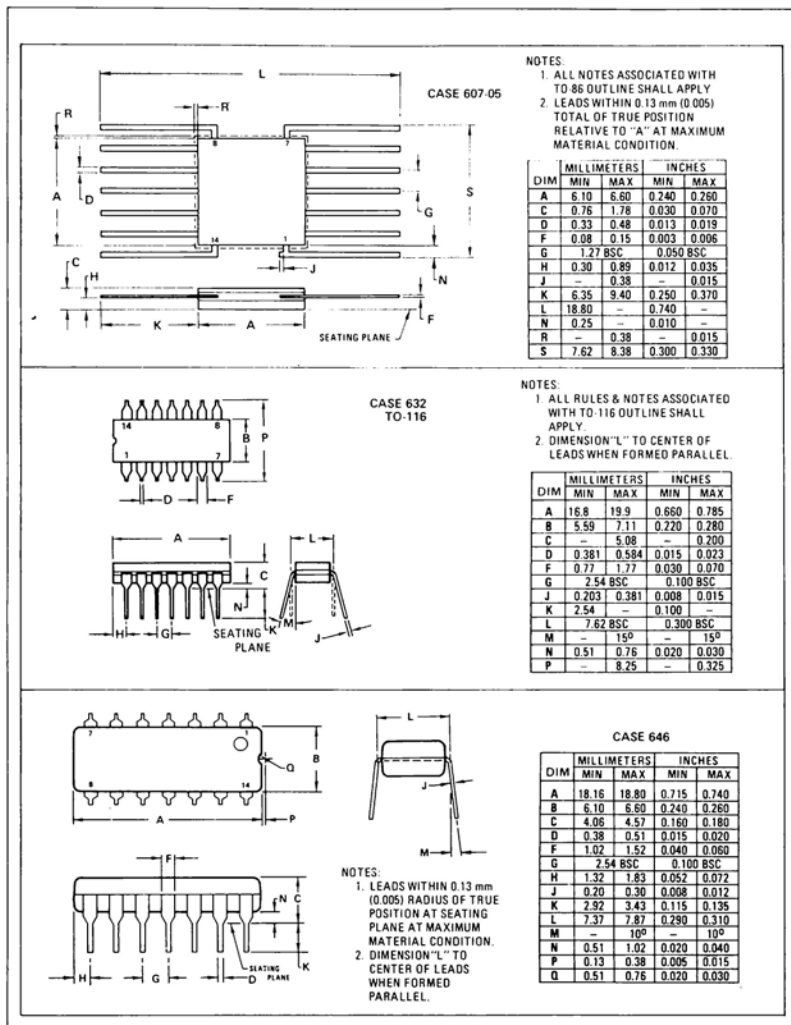 L
CASE 607-05
R
R
8
7
A
D
S
G
14
1
C
H
J
N
F
K
A
SEATING PLANE
NOTES:
1. ALL NOTES ASSOCIATED WITH
TO-86 OUTLINE SHALL APPLY
2. LEADS WITHIN 0.13 mm (0.005)
TOTAL OF TRUE POSITION
RELATIVE TO "A" AT MAXIMUM
MATERIAL CONDITION.
MILLIMETERS INCHES
DIM MIN MAX MIN MAX
A 6.10 6.60 0.240 0.260
C 0.76 1.78 0.030 0.070
D 0.33 0.48 0.013 0.019
F 0.08 0.15 0.003 0.006
G 1.27 BSC 0.050 BSC
H 0.30 0.89 0.012 0.035
J – 0.38 – 0.015
K 6.35 9.40 0.250 0.370
L 18.80 – 0.740 –
N 0.25 – 0.010 –
R – 0.38 – 0.015
S 7.62 8.38 0.300 0.330
CASE 632
TO-116
14
8
B
P
1
7
D
F
A
L
C
N
H
G
SEATING
PLANE
K
M
J
NOTES:
1. ALL RULES & NOTES ASSOCIATED
WITH TO-116 OUTLINE SHALL
APPLY.
2. DIMENSION "L" TO CENTER OF
LEADS WHEN FORMED PARALLEL.
MILLIMETERS INCHES
DIM MIN MAX MIN MAX
A 16.8 19.9 0.660 0.785
B 5.59 7.11 0.220 0.280
C – 5.08 – 0.200
D 0.381 0.584 0.015 0.023
F 0.77 1.77 0.030 0.070
G 2.54 BSC 0.100 BSC
J 0.203 0.381 0.008 0.015
K 2.54 – 0.100 –
L 7.62 BSC 0.300 BSC
M – 15º – 15º
N 0.51 0.76 0.020 0.030
P – 8.25 – 0.325
7
1
Q
B
8
14
A
P
L
J
M
F
N
C
SEATING
PLANE
K
H
G
D
NOTES:
1. LEADS WITHIN 0.13 mm
(0.005) RADIUS OF TRUE
POSITION AT SEATING
PLANE AT MAXIMUM
MATERIAL CONDITION.
2. DIMENSION "L" TO
CENTER OF LEADS
WHEN FORMED
PARALLEL.
CASE 646
MILLIMETERS INCHES
DIM MIN MAX MIN MAX
A 18.16 18.80 0.715 0.740
B 6.10 6.60 0.240 0.260
C 4.06 4.57 0.160 0.180
D 0.38 0.51 0.015 0.020
F 1.02 1.52 0.040 0.060
G 2.54 BSC 0.100 BSC
H 1.32 1.83 0.052 0.072
J 0.20 0.30 0.008 0.012
K 2.92 3.43 0.115 0.135
L 7.37 7.87 0.290 0.310
M – 10º – 10º
N 0.51 1.02 0.020 0.040
P 0.13 0.38 0.005 0.015
Q 0.51 0.76 0.020 0.030